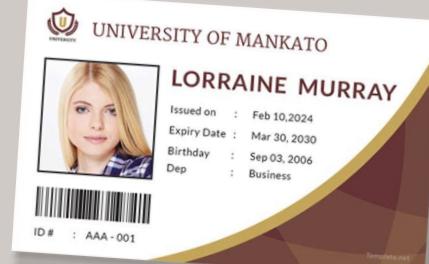 UNIVERSITY
UNIVERSITY OF MANKATO
LORRAINE MURRAY
Issued on : Feb 10,2024
Expiry Date : Mar 30, 2030
Birthday : Sep 03, 2006
Dep : Business
ID # : AAA - 001
Template.net